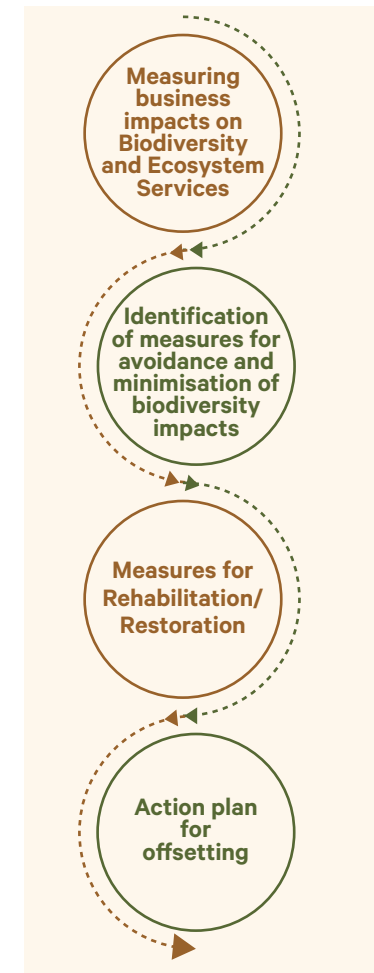 Measuring
business
impacts on
Biodiversity
and Ecosystem
Services
Identification
of measures for
avoidance and
minimisation of
biodiversity
impacts
Measures for
Rehabilitation/
Restoration
Action plan
for
offsetting